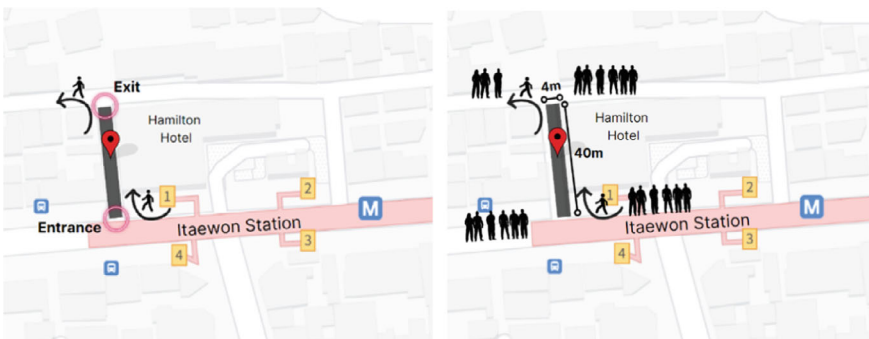 Exit
Hamilton
Hotel
1
2
M
Entrance
Itaewon Station
4
3
4m
Hamilton
Hotel
40m
1
2
M
Itaewon Station
4
3